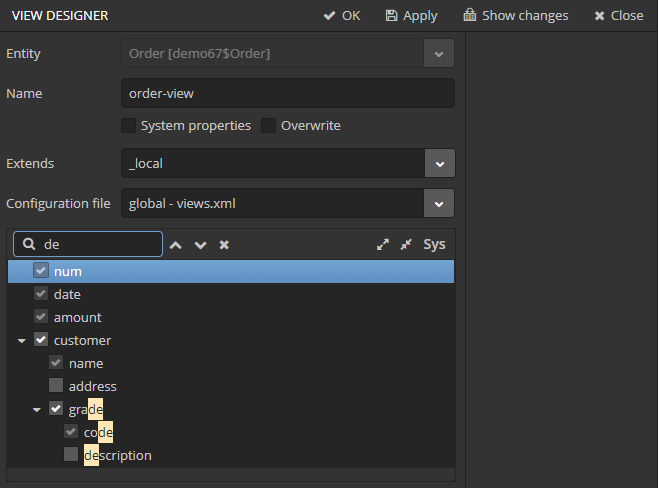 VIEW DESIGNER OK Apply Show changes Close
Entity Order [demo67$Order]
Name order-view
System properties Overwrite
Extends _local
Configuration file global - views.xml
de Sys
num
date
amount
customer
name
address
grade
code
description